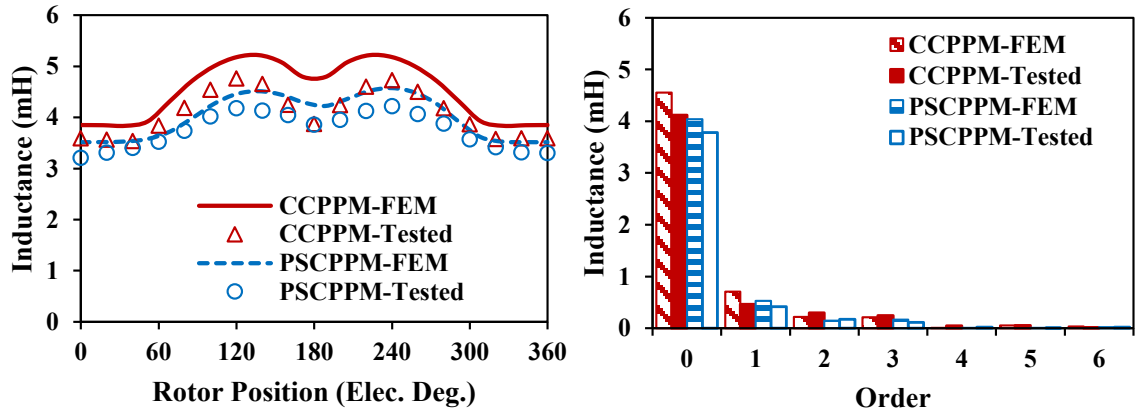 Inductance (mH)
6
5
4
3
2
1
0
CCPPM-FEM
CCPPM-Tested
PSCPPM-FEM
PSCPPM-Tested
0 60 120 180 240 300 360
Rotor Position (Elec. Deg.)
Inductance (mH)
6
5
4
3
2
1
0
CCPPM-FEM
CCPPM-Tested
PSCPPM-FEM
PSCPPM-Tested
0 1 2 3 4 5 6
Order